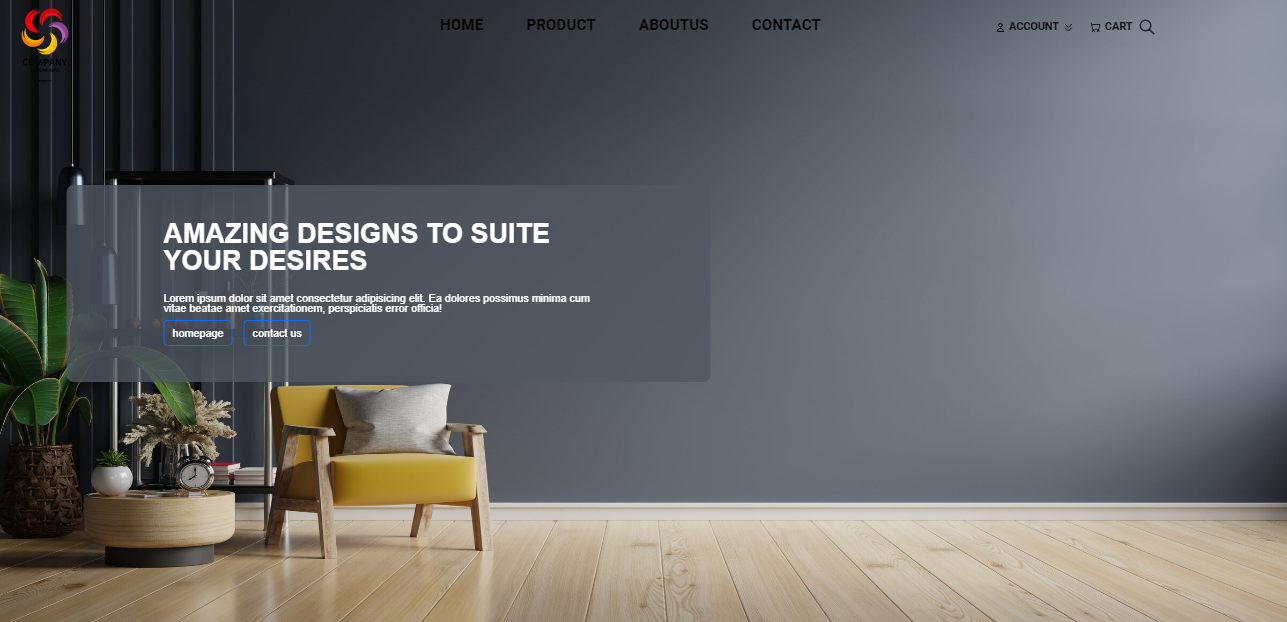 HOME PRODUCT ABOUTUS CONTACT
ACCOUNT CART
COMPANY
AMAZING DESIGNS TO SUITE
YOUR DESIRES
Lorem ipsum dolor sit amet consectetur adipisicing elit. Ea dolores possimus minima cum
vitae beatae amet exercitationem, perspiciatis error officia!
homepage contact us